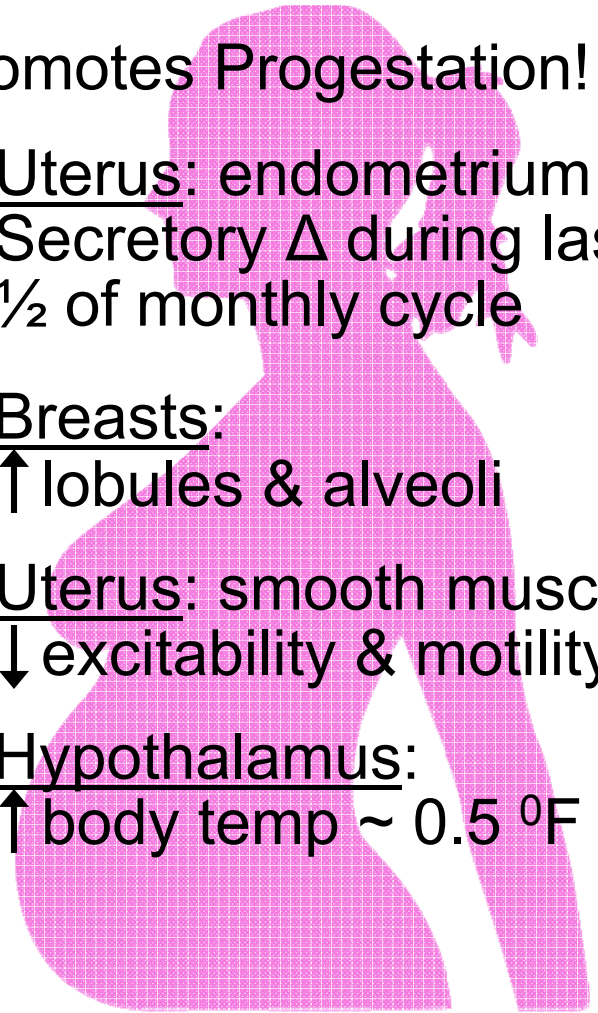 omotes Progestation!
Uterus: endometrium
Secretory Δ during las
½ of monthly cycle
Breasts:
↑ lobules & alveoli
Uterus: smooth musc
↓ excitability & motility
Hypothalamus:
↑ body temp ~ 0.5 ⁰F